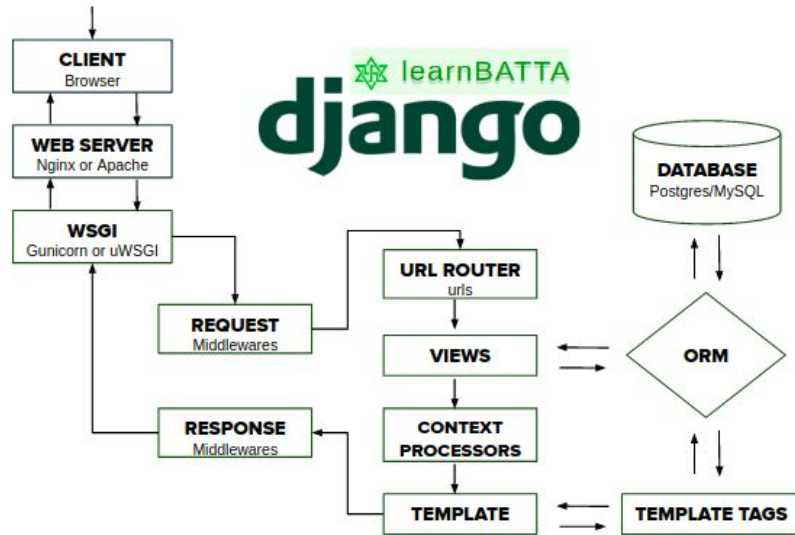 CLIENT
Browser
learnBATTA
django
WEB SERVER
Nginx or Apache
DATABASE
Postgres/MySQL
WSGI
Gunicorn or uWSGI
URL ROUTER
urls
REQUEST
Middlewares
VIEWS
ORM
RESPONSE
Middlewares
CONTEXT
PROCESSORS
TEMPLATE
TEMPLATE TAGS